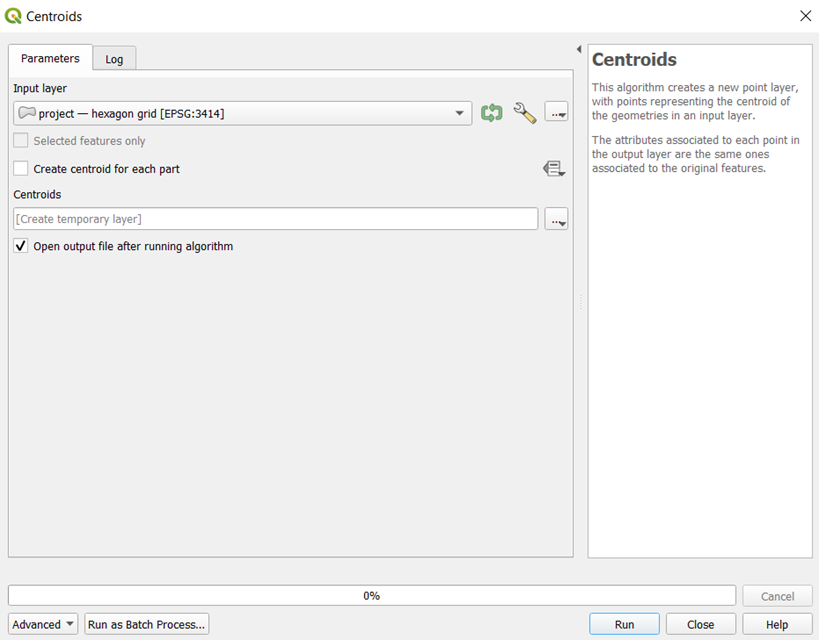 Centroids
Parameters
Log
Input layer
project — hexagon grid [EPSG:3414]
...
Selected features only
Create centroid for each part
Centroids
[Create temporary layer]
...
Open output file after running algorithm
Centroids
This algorithm creates a new point layer,
with points representing the centroid of
the geometries in an input layer.
The attributes associated to each point in
the output layer are the same ones
associated to the original features.
0%
Cancel
Advanced
Run as Batch Process...
Run
Close
Help